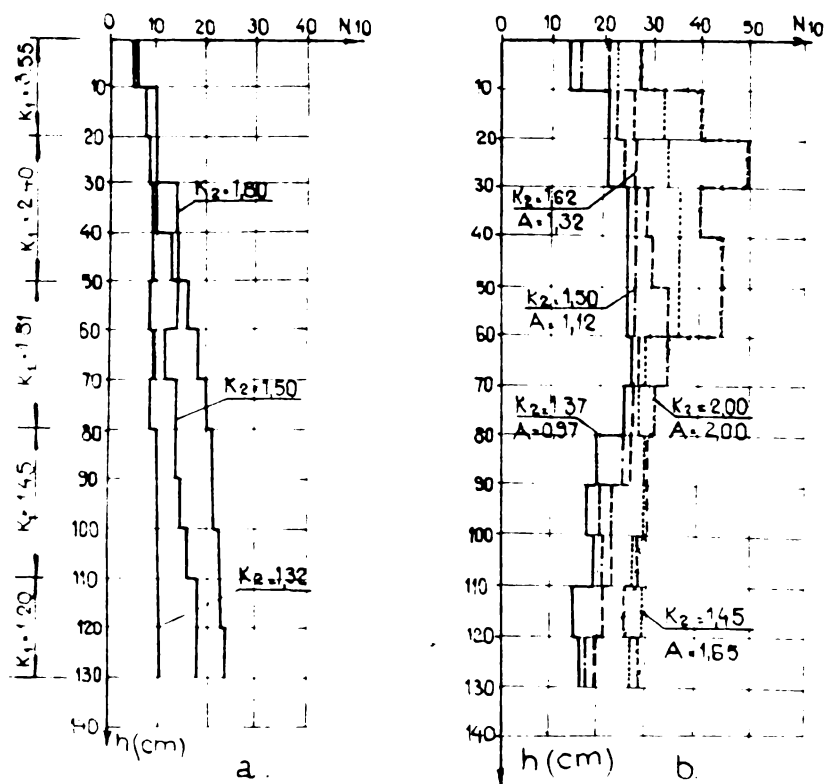 0 10 20 30 40 N10
10
20
30
40
50
60
70
80
90
100
110
120
130
140
h(cm)
K₁=3,55
K₁=2,40
K₁=1,45
K₁=1,20
K₂=1,80
K₂=1,50
K₂=1,32
a.
0 10 20 30 40 50 N10
10
20
30
40
50
60
70
80
90
100
110
120
130
140
h(cm)
K₂=1,62
A=1,32
K₂=1,50
A=1,12
K₂=1,37
A=0,97
K₂=2,00
A=2,00
K₂=1,45
A=1,65
b.